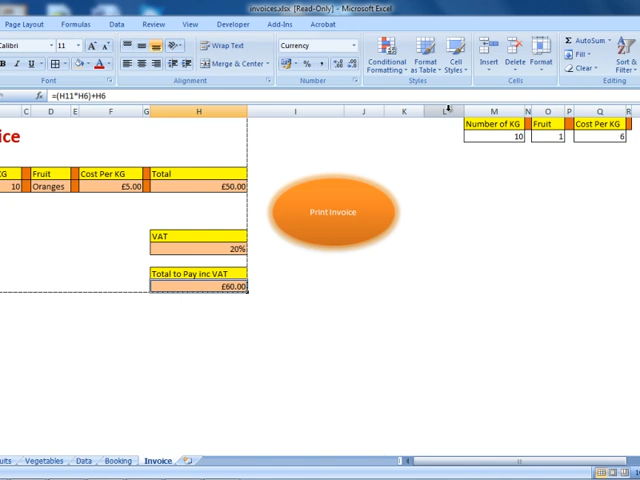 invoices.xlsx [Read-Only] - Microsoft Excel
Page Layout Formulas Data Review View Developer Add-Ins Acrobat
Calibri 11 A A Wrap Text Currency Conditional Formatting Format as Table Cell Styles Insert Delete Format Σ AutoSum
B I U Merge & Center % , Fill Sort & Filter
Clear
Font Alignment Number Styles Cells Editing
fx =(H11*H6)+H6
C D E F G H I J K L M N O P Q R
Number of KG Fruit Cost Per KG
10 1 6
ice
KG Fruit Cost Per KG Total
10 Oranges £5.00 £50.00
Print Invoice
VAT
20%
Total to Pay inc VAT
£60.00
uits Vegetables Data Booking Invoice